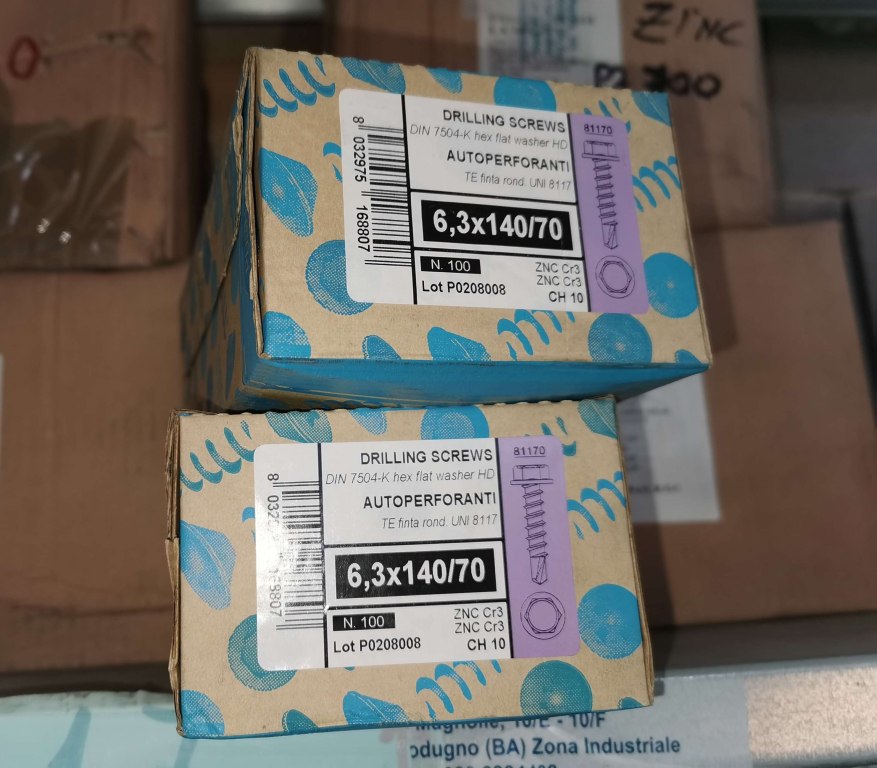 ZINC
DRILLING SCREWS
DIN 7504-K hex flat washer HD
AUTOPERFORANTI
TE finta rond. UNI 8117
6,3x140/70
N. 100
Lot P0208008
ZNC Cr3
ZNC Cr3
CH 10
81170
8 032975 168807
DRILLING SCREWS
DIN 7504-K hex flat washer HD
AUTOPERFORANTI
TE finta rond. UNI 8117
6,3x140/70
N. 100
Lot P0208008
ZNC Cr3
ZNC Cr3
CH 10
81170
168807
10/E - 10/F
(BA) Zona Industriale